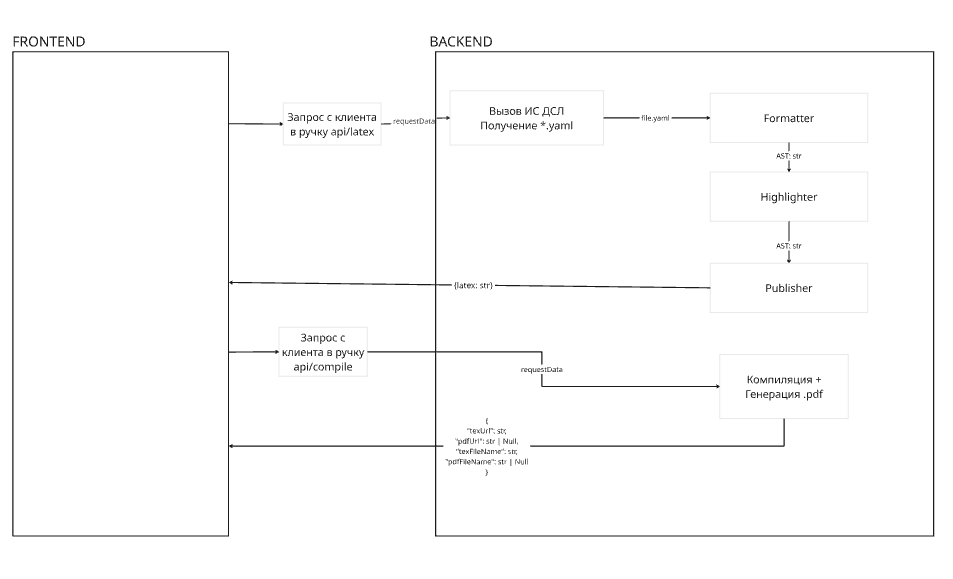 FRONTEND
BACKEND
Запрос с клиента
в ручку api/latex
requestData
Вызов ИС ДСЛ
Получение *.yaml
file.yaml
Formatter
AST: str
Highlighter
AST: str
Publisher
{latex: str}
Запрос с
клиента в ручку
api/compile
requestData
Компиляция +
Генерация .pdf
{
"texUrl": str,
"pdfUrl": str | Null,
"texFileName": str,
"pdfFileName": str | Null
}